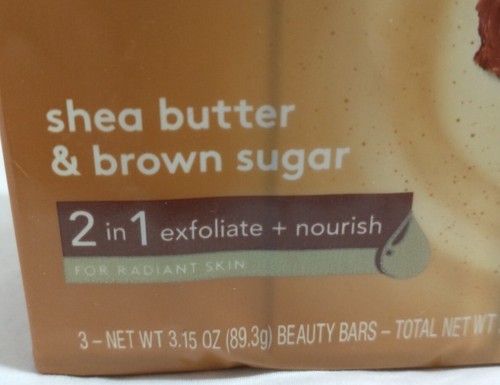 shea butter
& brown sugar
2 in 1 exfoliate + nourish
FOR RADIANT SKIN
3 – NET WT 3.15 OZ (89.3g) BEAUTY BARS – TOTAL NET WT